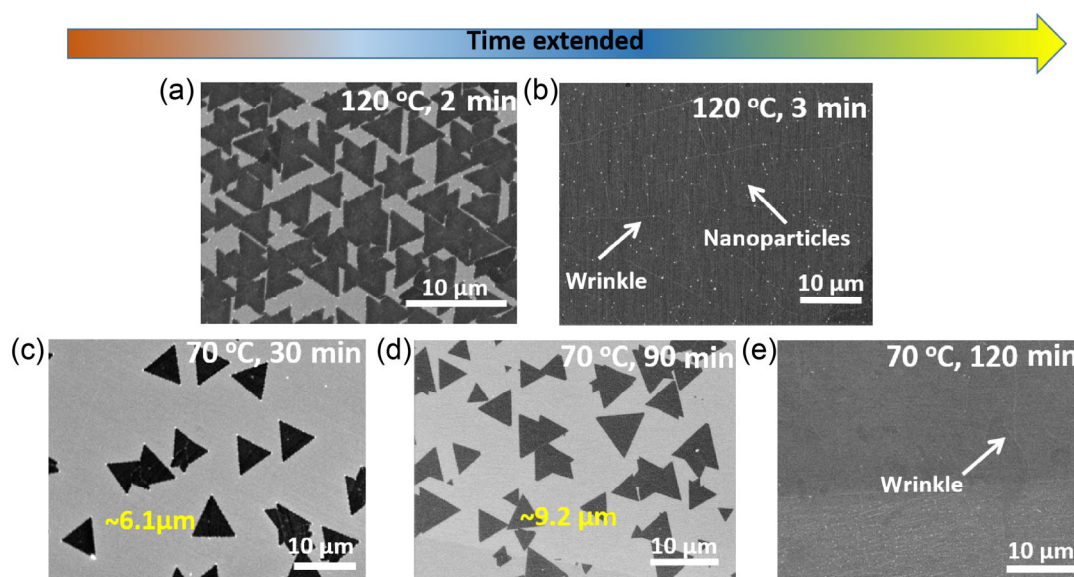 Time extended
(a)
120 °C, 2 min
10 µm
(b)
120 °C, 3 min
Nanoparticles
Wrinkle
10 µm
(c)
70 °C, 30 min
~6.1µm
10 µm
(d)
70 °C, 90 min
~9.2 µm
10 µm
(e)
70 °C, 120 min
Wrinkle
10 µm